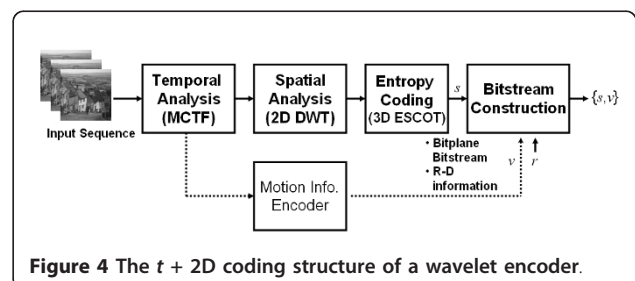 Input Sequence
Temporal
Analysis
(MCTF)
Spatial
Analysis
(2D DWT)
Entropy
Coding
(3D ESCOT)
s
Bitstream
Construction
{s,v}
• Bitplane
Bitstream
• R-D
information
v
r
Motion Info.
Encoder
Figure 4 The t + 2D coding structure of a wavelet encoder.